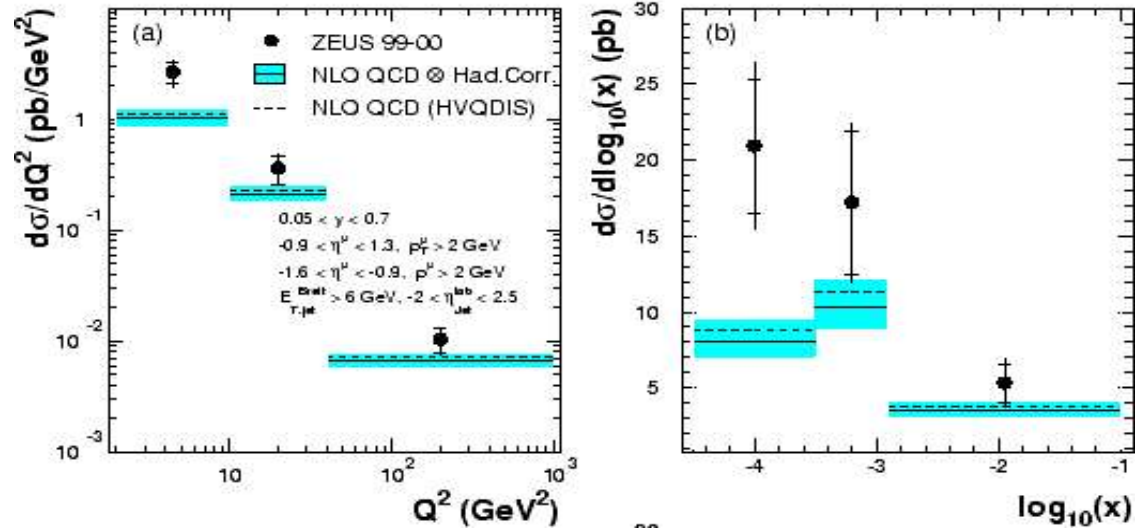 (a)
ZEUS 99-00
NLO QCD ⊗ Had.Corr.
NLO QCD (HVQDIS)
0.05 < y < 0.7
-0.9 < η^μ < 1.3, p_T^μ > 2 GeV
-1.6 < η^μ < -0.9, p^μ > 2 GeV
E_T,jet^Breit > 6 GeV, -2 < η_Jet^lab < 2.5
dσ/dQ² (pb/GeV²)
1
10⁻¹
10⁻²
10⁻³
10 10² 10³
Q² (GeV²)
(b)
dσ/dlog₁₀(x) (pb)
30
25
20
15
10
5
-4 -3 -2 -1
log₁₀(x)